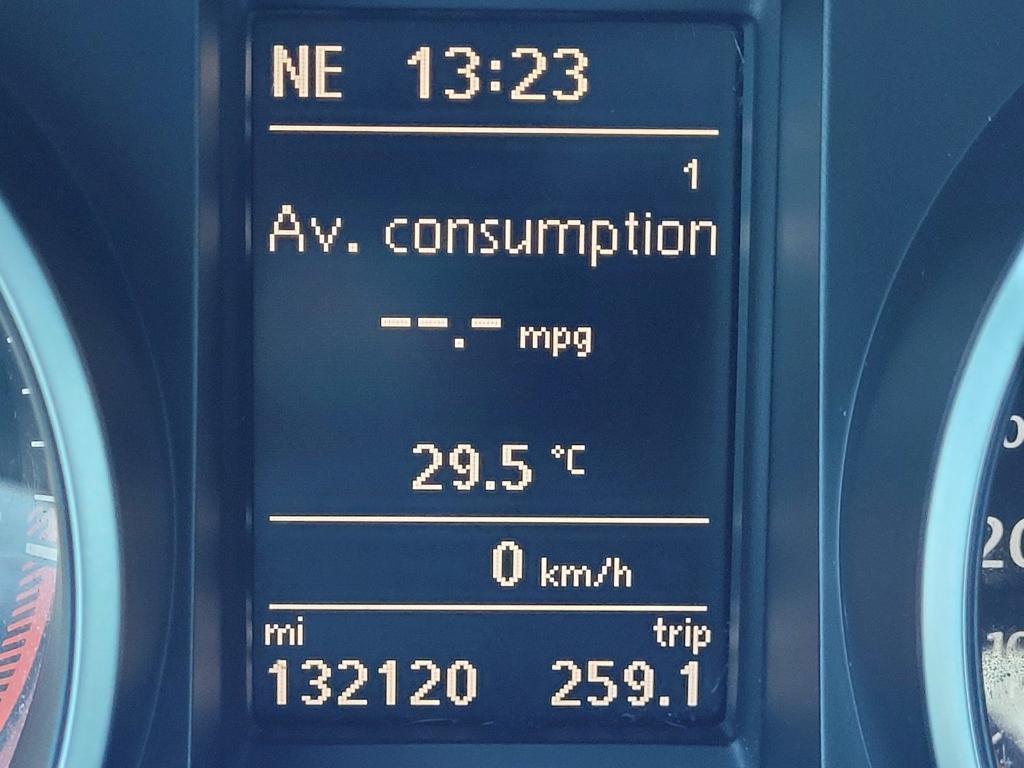 NE 13:23
1
Av. consumption
--.- mpg
29.5 °C
0 km/h
mi trip
132120 259.1